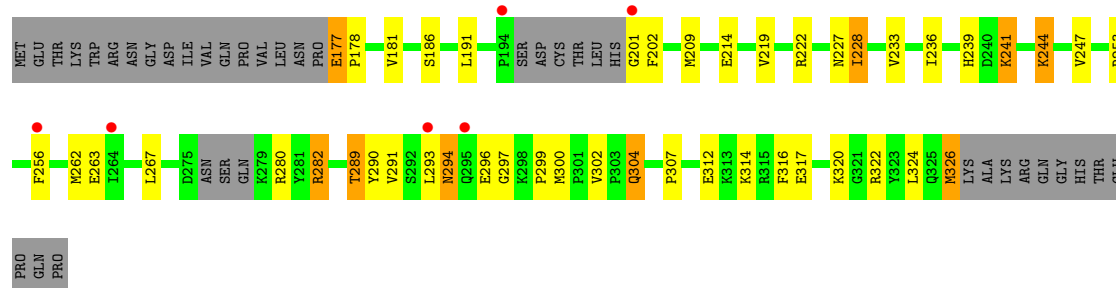 MET GLU THR LYS TRP ARG ASN GLY ASP ILE VAL GLN PRO VAL LEU ASN PRO E177 P178 V181 S186 L191 P194 SER ASP CYS THR LEU HIS G201 F202 M209 E214 V219 R222 N227 I228 V233 I236 H239 D240 K241 K244 V247
F256 M262 E263 I264 L267 D275 ASN SER GLN K279 R280 Y281 R282 T289 Y290 V291 S292 L293 N294 Q295 E296 G297 K298 P299 M300 P301 V302 P303 Q304 P307 E312 K313 K314 R315 F316 E317 K320 G321 R322 Y323 L324 Q325 M326 LYS ALA LYS ARG GLN GLY HIS THR
PRO GLN PRO